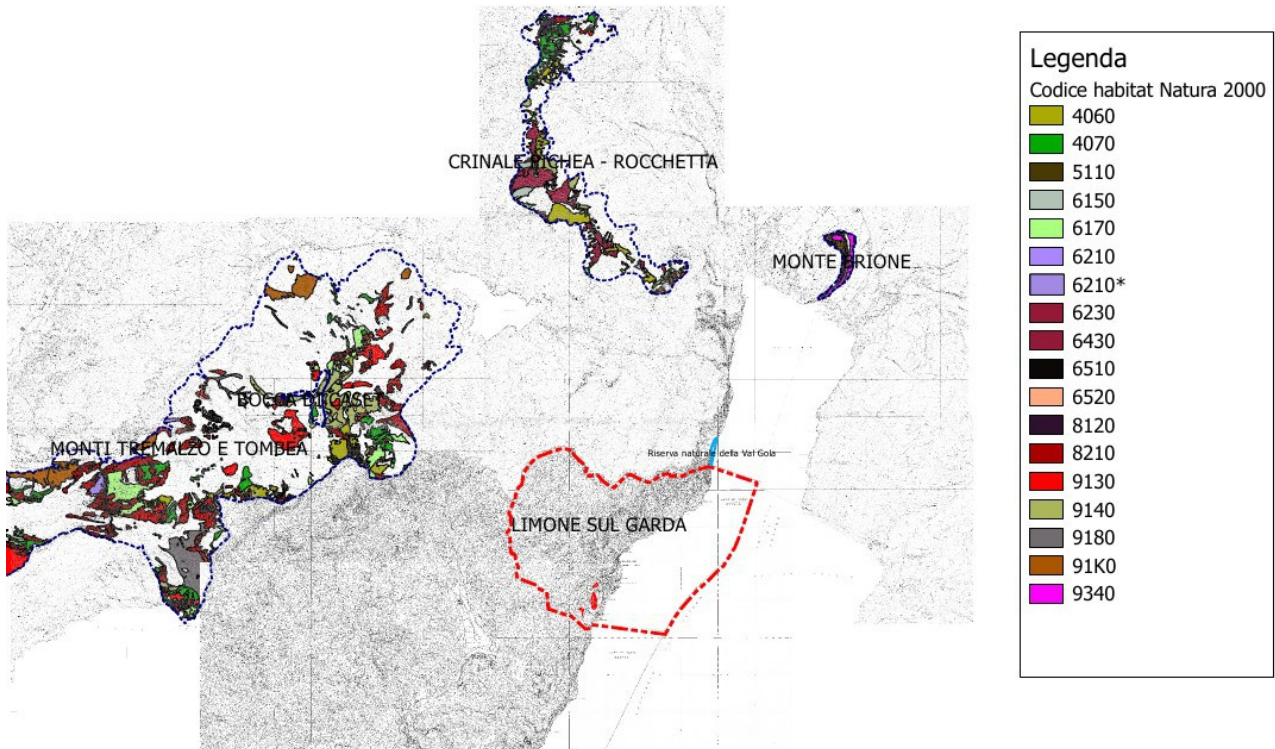 CRINALE PICHEA - ROCCHETTA
MONTE BRIONE
BOCCA DI CASET
MONTI TREMALZO E TOMBEA
Riserva naturale della Val Gola
LIMONE SUL GARDA
Legenda
Codice habitat Natura 2000
4060
4070
5110
6150
6170
6210
6210*
6230
6430
6510
6520
8120
8210
9130
9140
9180
91K0
9340